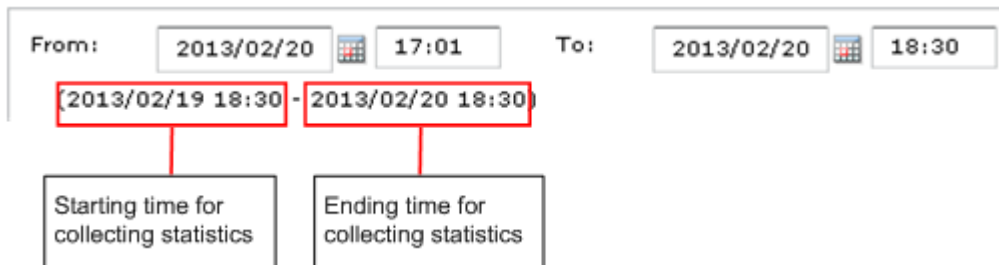 From: 2013/02/20 17:01 To: 2013/02/20 18:30
(2013/02/19 18:30 - 2013/02/20 18:30)
Starting time for
collecting statistics
Ending time for
collecting statistics